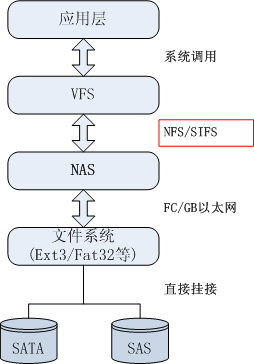 应用层
系统调用
VFS
NFS/SIFS
NAS
FC/GB以太网
文件系统
(Ext3/Fat32等)
直接挂接
SATA
SAS